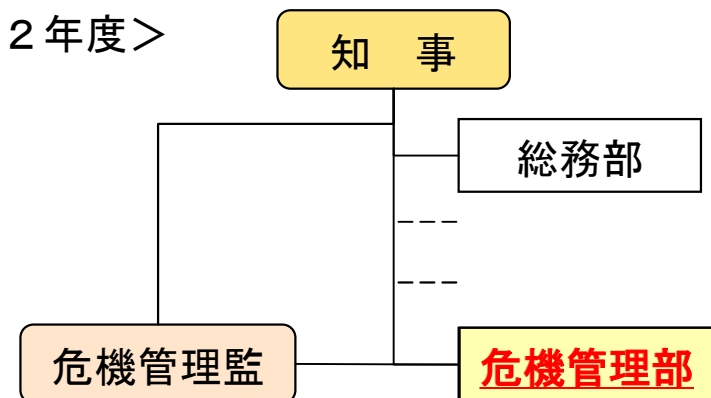 ２年度＞
知　事
総務部
危機管理監
危機管理部